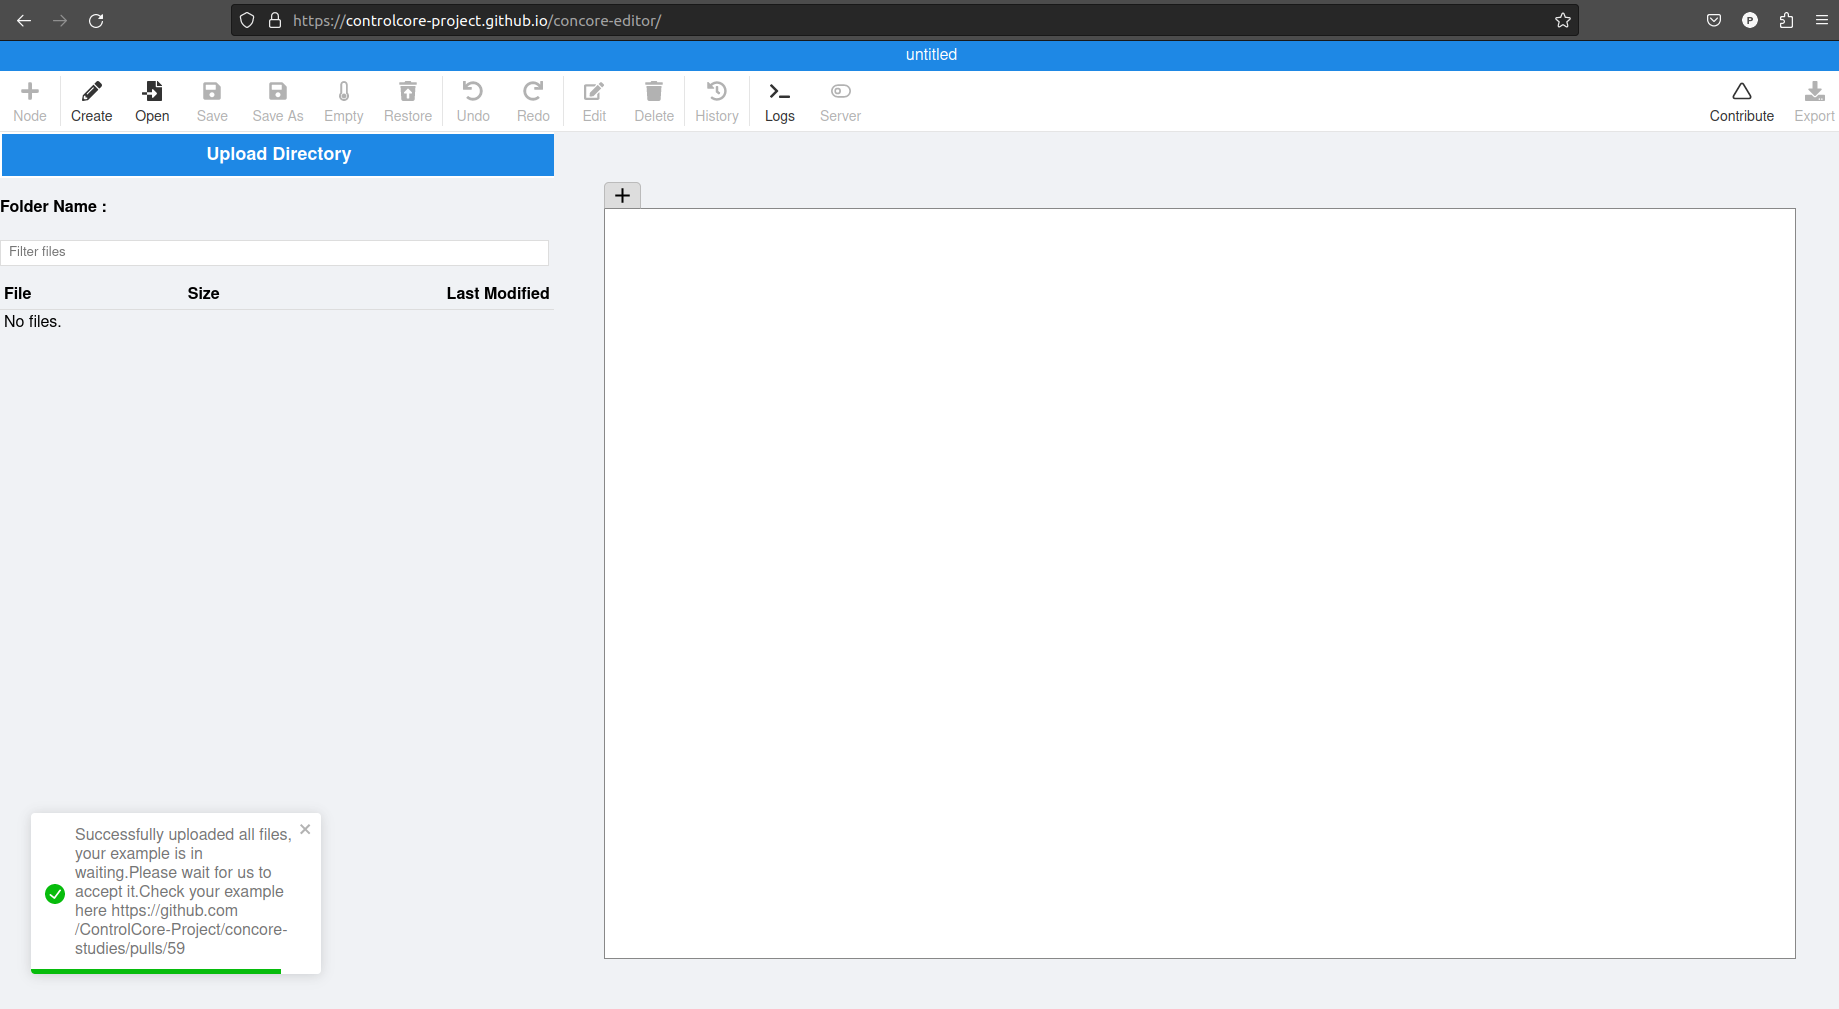 https://controlcore-project.github.io/concore-editor/
P
untitled
Node
Create
Open
Save
Save As
Empty
Restore
Undo
Redo
Edit
Delete
History
Logs
Server
Contribute
Export
Upload Directory
Folder Name :
Filter files
File Size Last Modified
No files.
Successfully uploaded all files,
your example is in
waiting.Please wait for us to
accept it.Check your example
here https://github.com
/ControlCore-Project/concore-
studies/pulls/59